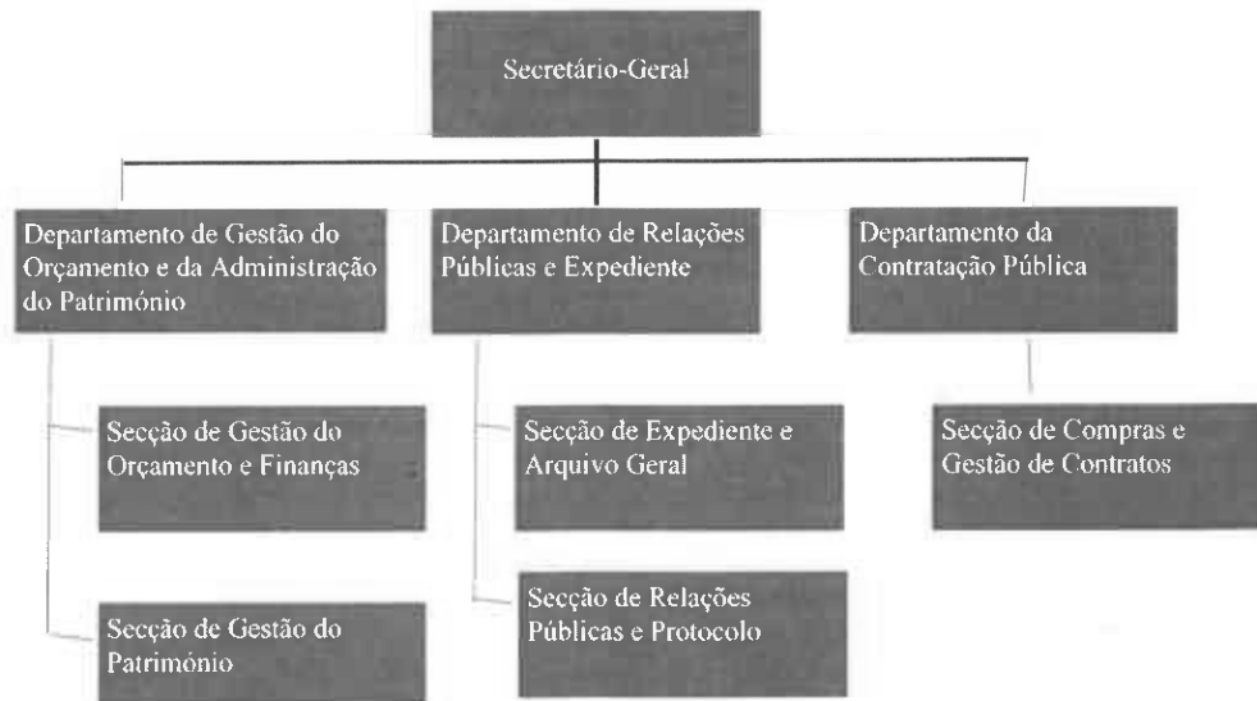 Secretário-Geral
Departamento de Gestão do
Orçamento e da Administração
do Património
Departamento de Relações
Públicas e Expediente
Departamento da
Contratação Pública
Secção de Gestão do
Orçamento e Finanças
Secção de Expediente e
Arquivo Geral
Secção de Compras e
Gestão de Contratos
Secção de Gestão do
Património
Secção de Relações
Públicas e Protocolo